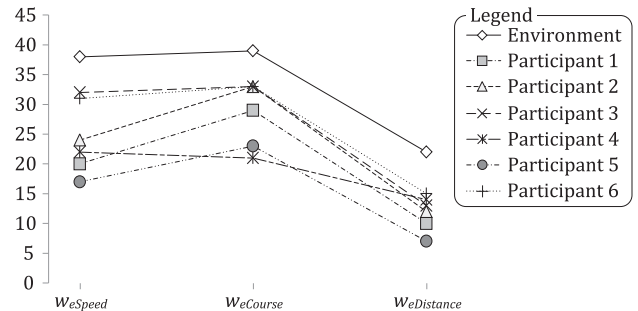 45
40
35
30
25
20
15
10
5
0
weSpeed
weCourse
weDistance
Legend
Environment
Participant 1
Participant 2
Participant 3
Participant 4
Participant 5
Participant 6